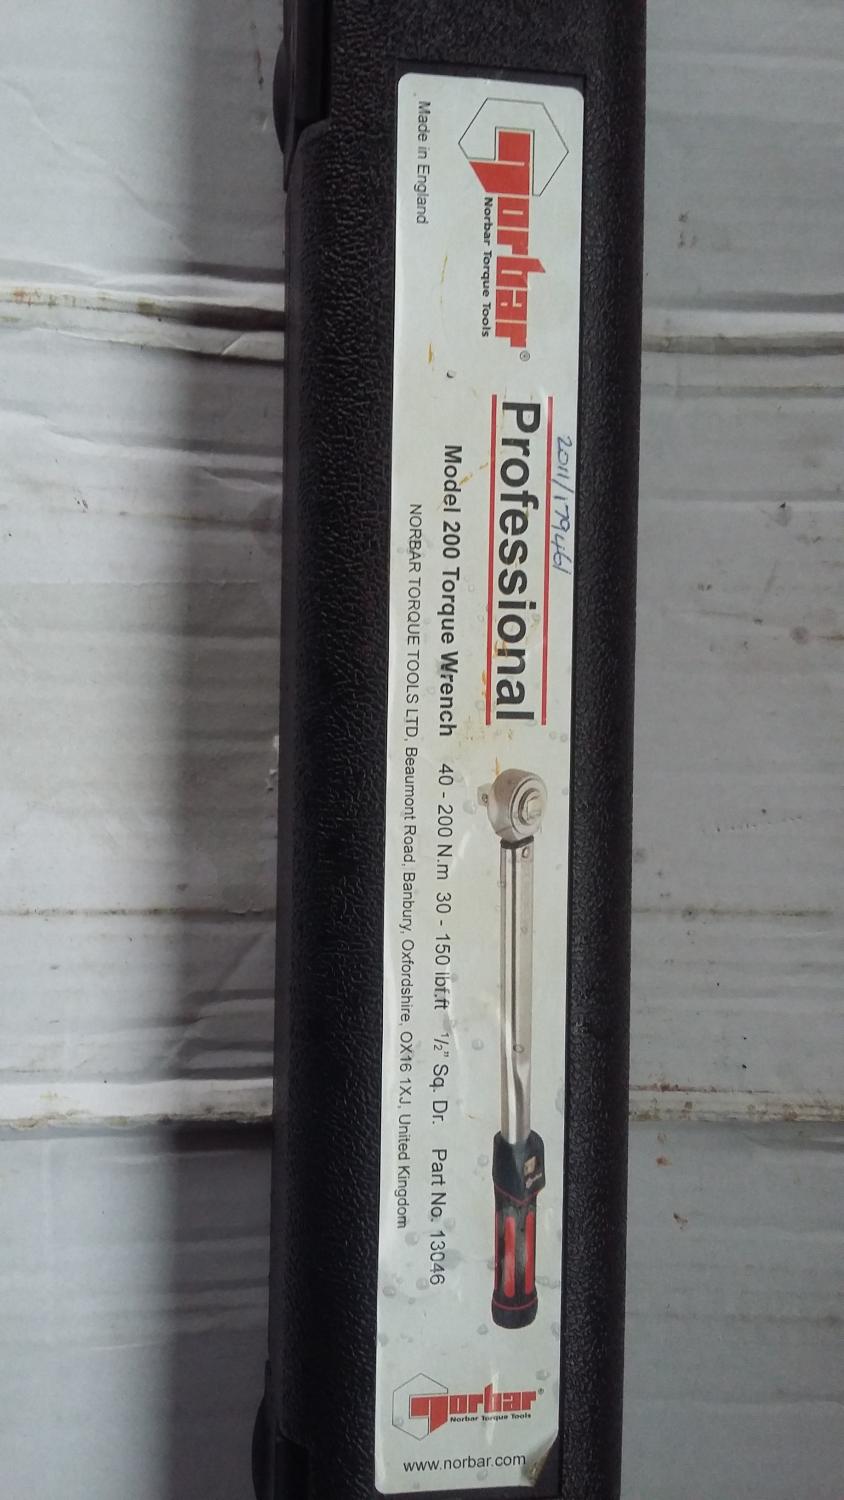 norbar®
Norbar Torque Tools
Made in England
2011/179461
Professional
Model 200 Torque Wrench 40 - 200 N.m 30 - 150 lbf.ft 1/2" Sq. Dr. Part No. 13046
NORBAR TORQUE TOOLS LTD, Beaumont Road, Banbury, Oxfordshire, OX16 1XJ, United Kingdom
norbar®
Norbar Torque Tools
www.norbar.com